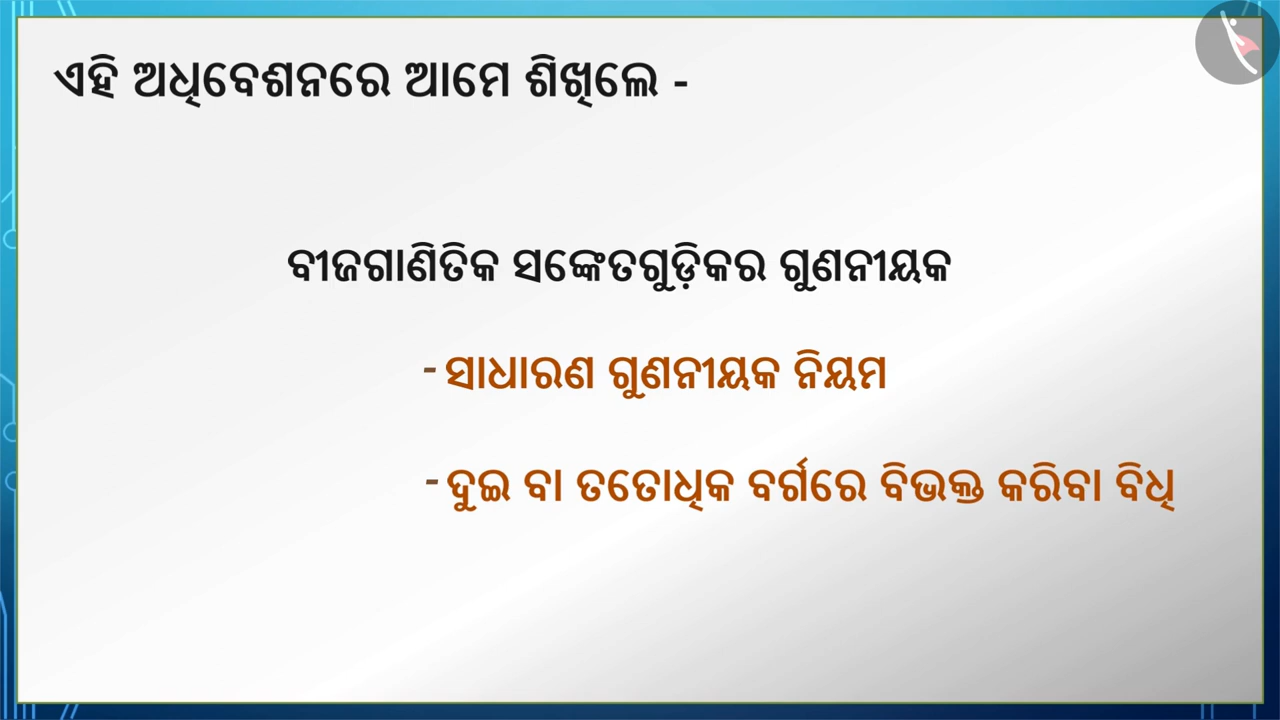 ଏହି ଅଧିବେଶନରେ ଆମେ ଶିଖିଲେ -
ବୀଜଗାଣିତିକ ସଙ୍କେତଗୁଡ଼ିକର ଗୁଣନୀୟକ
- ସାଧାରଣ ଗୁଣନୀୟକ ନିୟମ
- ଦୁଇ ବା ତତୋଧିକ ବର୍ଗରେ ବିଭକ୍ତ କରିବା ବିଧି